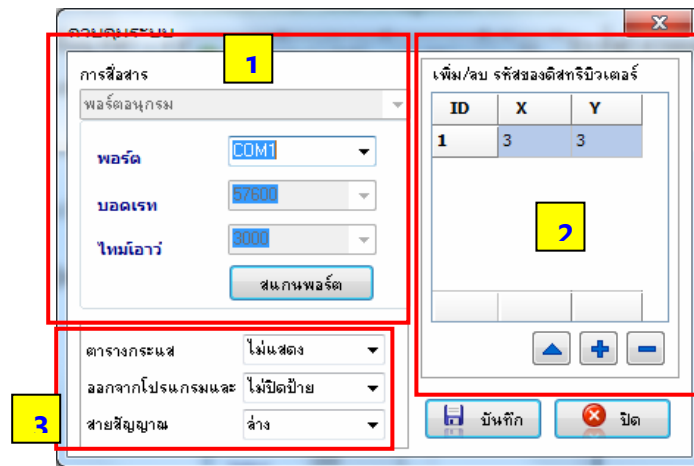 ควบคุมระบบ
1
การสื่อสาร
พอร์ตอนุกรม
พอร์ต COM1
บอดเรท 57600
ไทม์เอาว์ 3000
สแกนพอร์ต
เพิ่ม/ลบ รหัสของดิสทริบิวเตอร์
ID X Y
1 3 3
2
ตารางกระแส ไม่แสดง
ออกจากโปรแกรมและ ไม่ปิดป้าย
สายสัญญาณ ล่าง
3
บันทึก ปิด